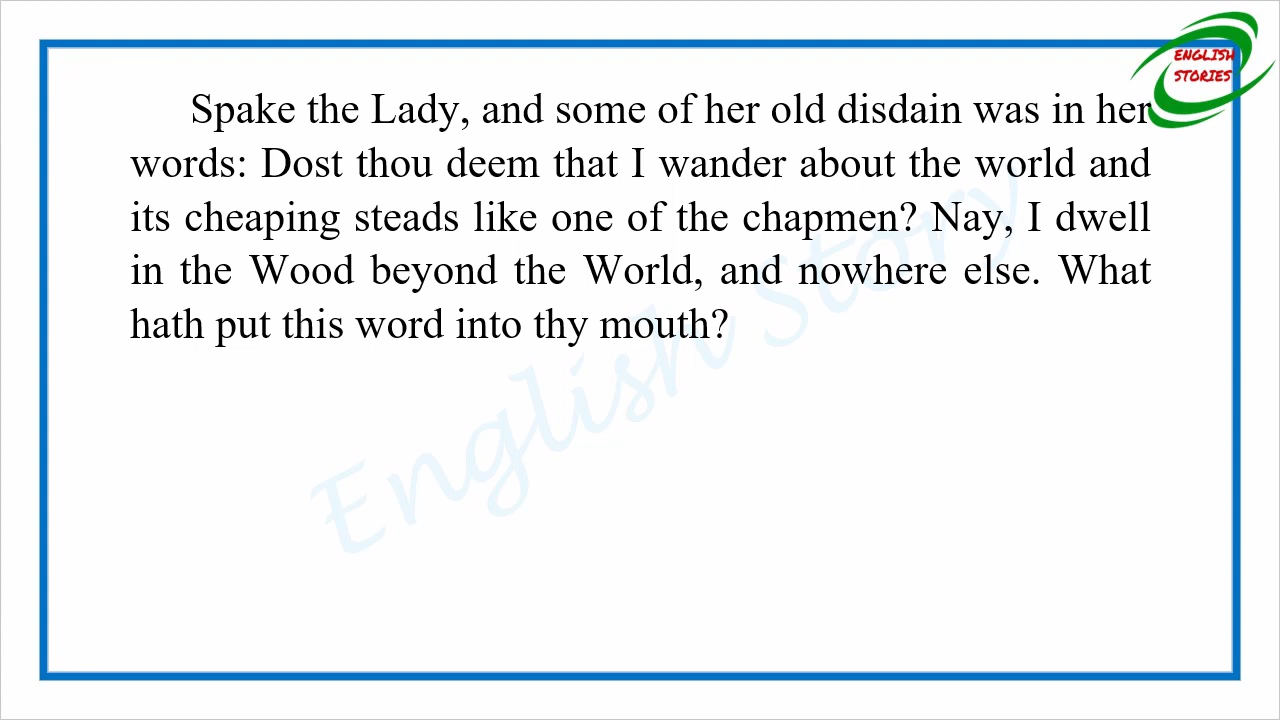 ENGLISH
STORIES
Spake the Lady, and some of her old disdain was in her
words: Dost thou deem that I wander about the world and
its cheaping steads like one of the chapmen? Nay, I dwell
in the Wood beyond the World, and nowhere else. What
hath put this word into thy mouth?
English Story